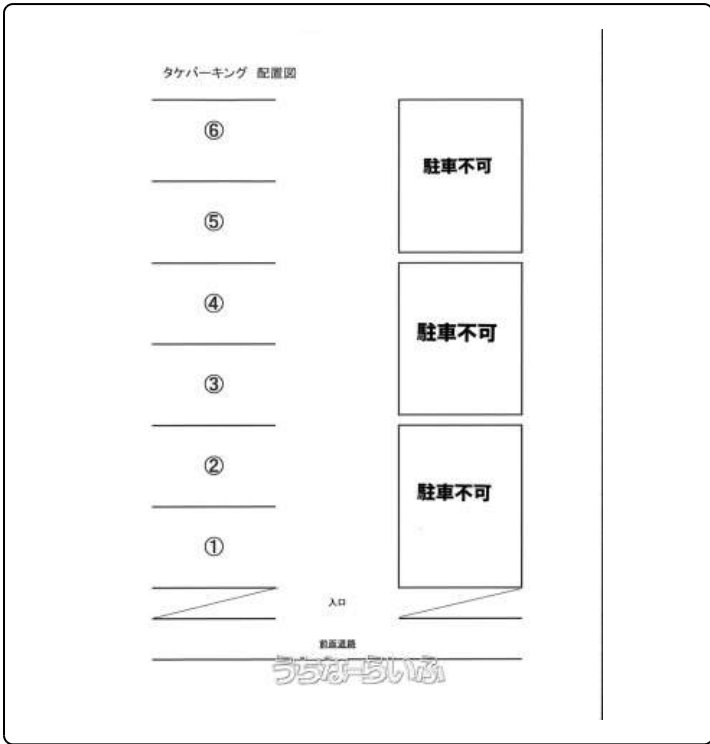 タケパーキング 配置図
⑥
駐車不可
⑤
④
駐車不可
③
②
駐車不可
①
入口
前面道路
うちなーらいふ